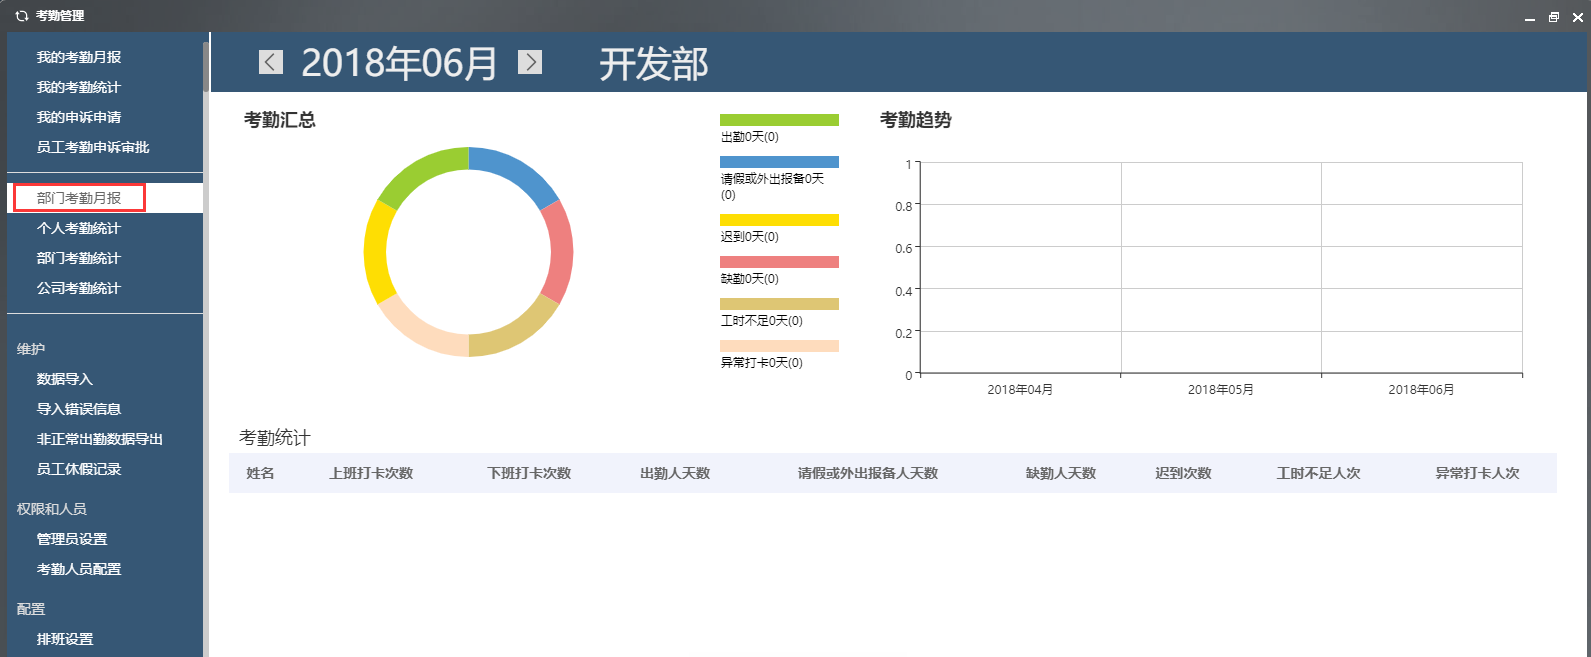 考勤管理
我的考勤月报
我的考勤统计
我的申诉申请
员工考勤申诉审批
部门考勤月报
个人考勤统计
部门考勤统计
公司考勤统计
维护
数据导入
导入错误信息
非正常出勤数据导出
员工休假记录
权限和人员
管理员设置
考勤人员配置
配置
排班设置
2018年06月 开发部
考勤汇总
出勤0天(0)
请假或外出报备0天
(0)
迟到0天(0)
缺勤0天(0)
工时不足0天(0)
异常打卡0天(0)
考勤趋势
1
0.8
0.6
0.4
0.2
0
2018年04月 2018年05月 2018年06月
考勤统计
姓名 上班打卡次数 下班打卡次数 出勤人天数 请假或外出报备人天数 缺勤人天数 迟到次数 工时不足人次 异常打卡人次